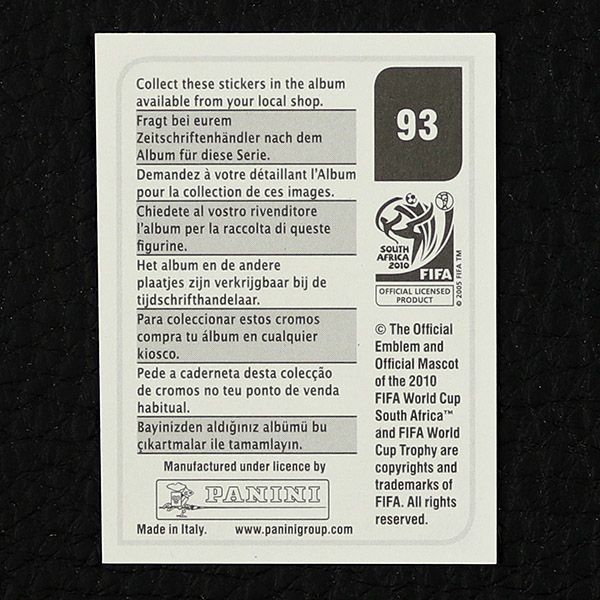 Collect these stickers in the album
available from your local shop.
Fragt bei eurem
Zeitschriftenhändler nach dem
Album für diese Serie.
Demandez à votre détaillant l'Album
pour la collection de ces images.
Chiedete al vostro rivenditore
l'album per la raccolta di queste
figurine.
Het album en de andere
plaatjes zijn verkrijgbaar bij de
tijdschrifthandelaar.
Para coleccionar estos cromos
compra tu álbum en cualquier
kiosco.
Pede a caderneta desta colecção
de cromos no teu ponto de venda
habitual.
Bayinizden aldığınız albümü bu
çıkartmalar ile tamamlayın.
Manufactured under licence by
PANINI
Made in Italy. www.paninigroup.com
93
SOUTH
AFRICA
2010
FIFA
OFFICIAL LICENSED
PRODUCT
© 2005 FIFA TM
© The Official
Emblem and
Official Mascot
of the 2010
FIFA World Cup
South Africa™
and FIFA World
Cup Trophy are
copyrights and
trademarks of
FIFA. All rights
reserved.